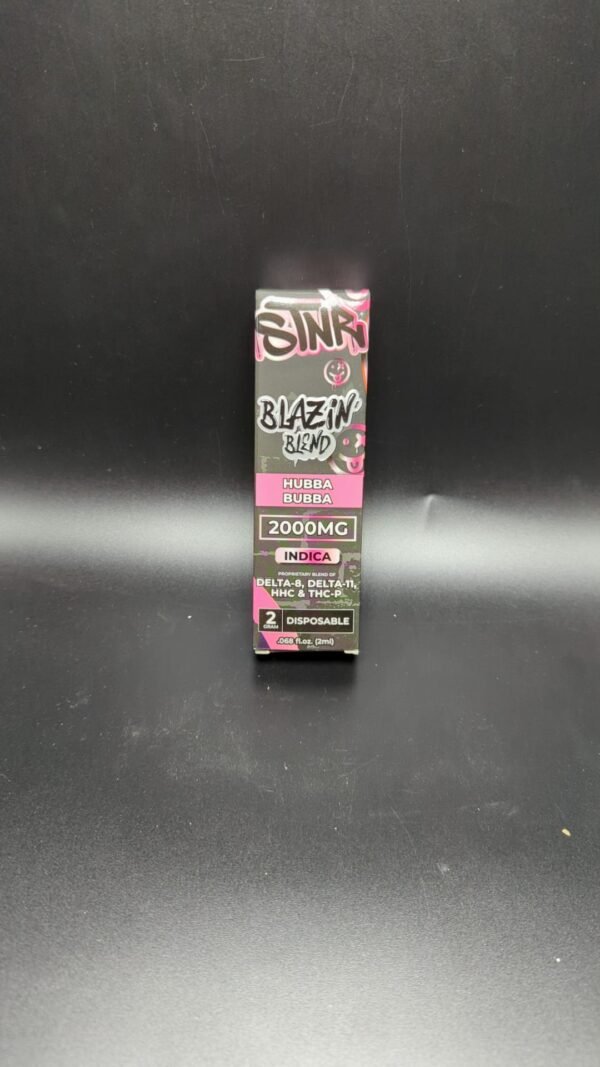 STNR
BLAZiN'
BLEND
HUBBA
BUBBA
2000MG
INDICA
PROPRIETARY BLEND OF
DELTA-8, DELTA-11,
HHC & THC-P
2
GRAM
DISPOSABLE
.068 fl.oz. (2ml)